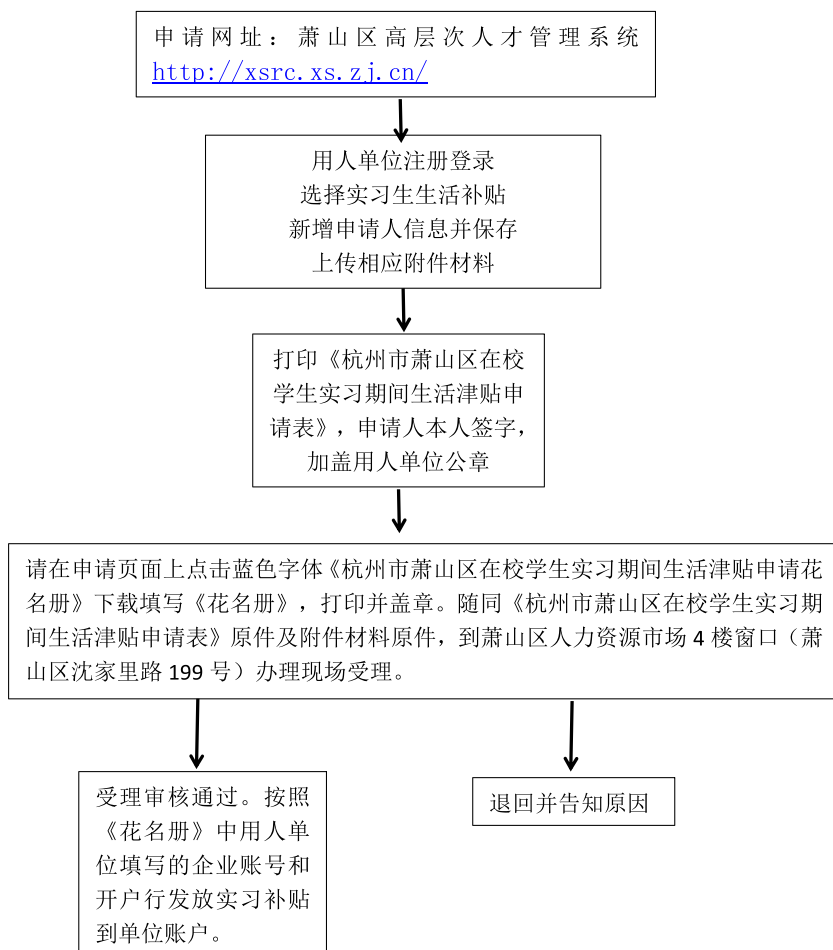 申请网址：萧山区高层次人才管理系统
http://xsrc.xs.zj.cn/
用人单位注册登录
选择实习生生活补贴
新增申请人信息并保存
上传相应附件材料
打印《杭州市萧山区在校
学生实习期间生活津贴申
请表》，申请人本人签字，
加盖用人单位公章
请在申请页面上点击蓝色字体《杭州市萧山区在校学生实习期间生活津贴申请花
名册》下载填写《花名册》，打印并盖章。随同《杭州市萧山区在校学生实习期
间生活津贴申请表》原件及附件材料原件，到萧山区人力资源市场 4 楼窗口（萧
山区沈家里路 199 号）办理现场受理。
受理审核通过。按照
《花名册》中用人单
位填写的企业账号和
开户行发放实习补贴
到单位账户。
退回并告知原因